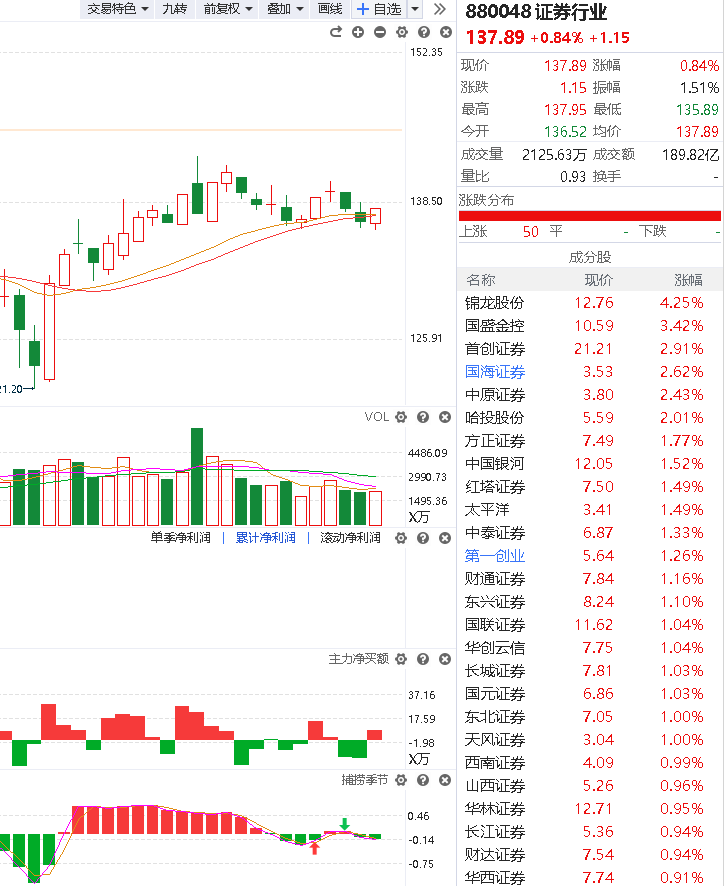 交易特色 九转 前复权 叠加 画线 自选
152.35
138.50
125.91
21.20
VOL
4486.09
2990.73
1495.36
X万
单季净利润 | 累计净利润 | 滚动净利润
主力净买额
37.16
17.59
-1.98
X万
捕捞季节
0.46
-0.14
-0.75
880048 证券行业
137.89 +0.84% +1.15
现价 137.89 涨幅 0.84%
涨跌 1.15 振幅 1.51%
最高 137.95 最低 135.89
今开 136.52 均价 137.89
成交量 2125.63万 成交额 189.82亿
量比 0.93 换手 -
涨跌分布
上涨 50 平 - 下跌 -
成分股
名称 现价 涨幅
锦龙股份 12.76 4.25%
国盛金控 10.59 3.42%
首创证券 21.21 2.91%
国海证券 3.53 2.62%
中原证券 3.80 2.43%
哈投股份 5.59 2.01%
方正证券 7.49 1.77%
中国银河 12.05 1.52%
红塔证券 7.50 1.49%
太平洋 3.41 1.49%
中泰证券 6.87 1.33%
第一创业 5.64 1.26%
财通证券 7.84 1.16%
东兴证券 8.24 1.10%
国联证券 11.62 1.04%
华创云信 7.75 1.04%
长城证券 7.81 1.03%
国元证券 6.86 1.03%
东北证券 7.05 1.00%
天风证券 3.04 1.00%
西南证券 4.09 0.99%
山西证券 5.26 0.96%
华林证券 12.71 0.95%
长江证券 5.36 0.94%
财达证券 7.54 0.94%
华西证券 7.74 0.91%